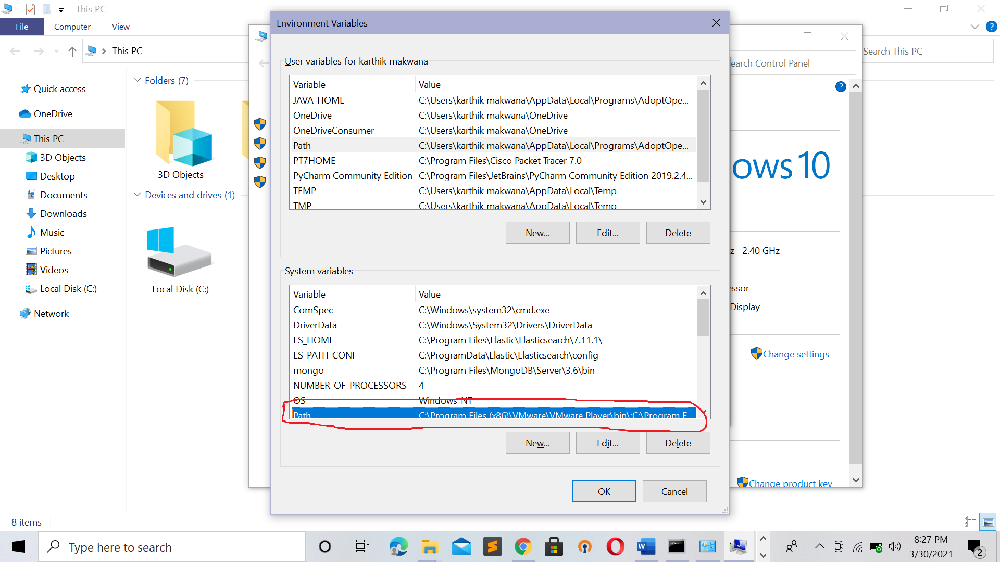 This PC
File Computer View
This PC
Search This PC
Quick access
OneDrive
This PC
3D Objects
Desktop
Documents
Downloads
Music
Pictures
Videos
Local Disk (C:)
Network
Folders (7)
3D Objects
Devices and drives (1)
Local Disk (C:)
8 items
Environment Variables
User variables for karthik makwana
Variable Value
JAVA_HOME C:\Users\karthik makwana\AppData\Local\Programs\AdoptOpe...
OneDrive C:\Users\karthik makwana\OneDrive
OneDriveConsumer C:\Users\karthik makwana\OneDrive
Path C:\Users\karthik makwana\AppData\Local\Programs\AdoptOpe...
PT7HOME C:\Program Files\Cisco Packet Tracer 7.0
PyCharm Community Edition C:\Program Files\JetBrains\PyCharm Community Edition 2019.2.4...
TEMP C:\Users\karthik makwana\AppData\Local\Temp
TMP C:\Users\karthik makwana\AppData\Local\Temp
New... Edit... Delete
System variables
Variable Value
ComSpec C:\Windows\system32\cmd.exe
DriverData C:\Windows\System32\Drivers\DriverData
ES_HOME C:\Program Files\Elastic\Elasticsearch\7.11.1\
ES_PATH_CONF C:\ProgramData\Elastic\Elasticsearch\config
mongo C:\Program Files\MongoDB\Server\3.6\bin
NUMBER_OF_PROCESSORS 4
OS Windows_NT
Path C:\Program Files (x86)\VMware\VMware Player\bin\;C:\Program F...
New... Edit... Delete
OK Cancel
earch Control Panel
ows 10
z 2.40 GHz
essor
Display
Change settings
Change product key
Type here to search
8:27 PM
3/30/2021
2